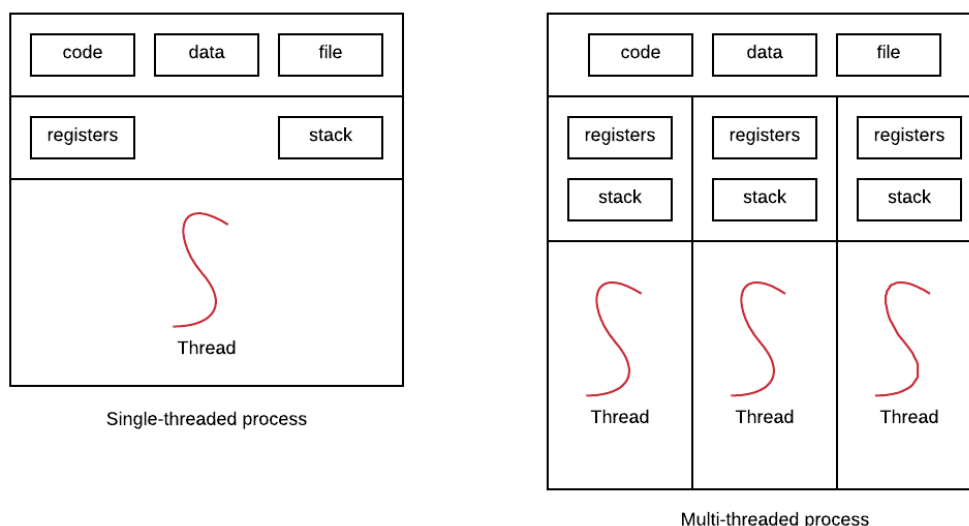 code data file
registers stack
Thread
Single-threaded process
code data file
registers registers registers
stack stack stack
Thread Thread Thread
Multi-threaded process